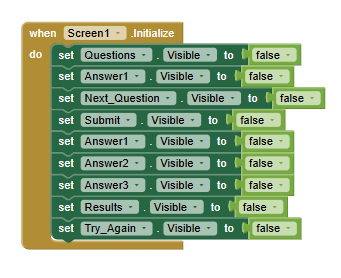 when Screen1 .Initialize
do set Questions . Visible to false
set Answer1 . Visible to false
set Next_Question . Visible to false
set Submit . Visible to false
set Answer1 . Visible to false
set Answer2 . Visible to false
set Answer3 . Visible to false
set Results . Visible to false
set Try_Again . Visible to false